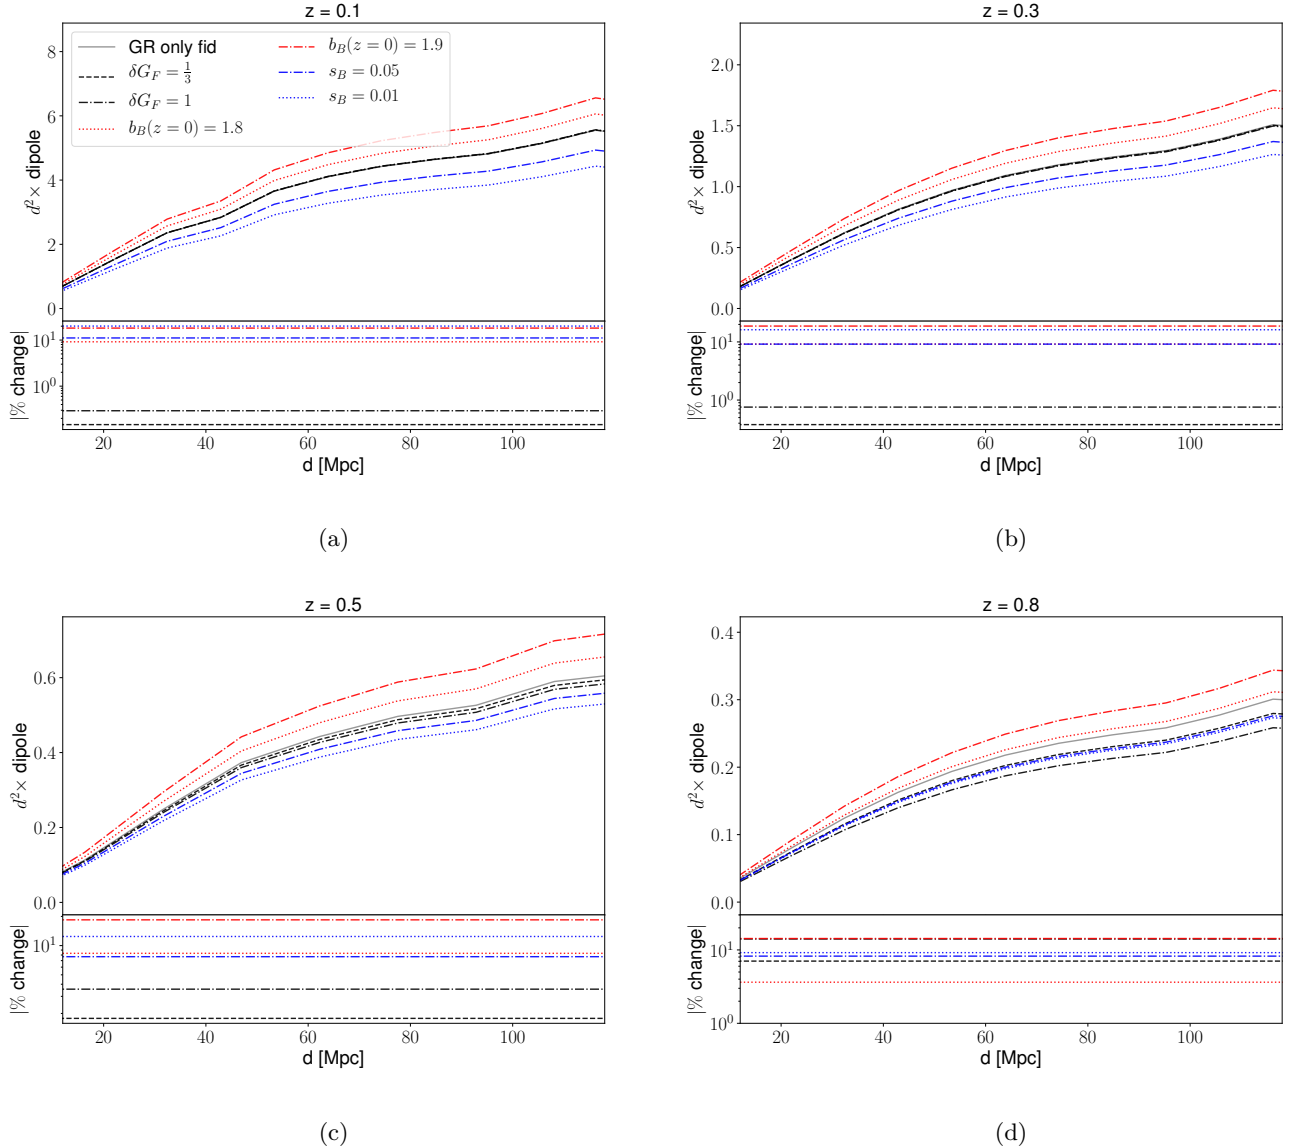 z = 0.1
8
6
4
2
0
d²× dipole
GR only fid
δG_F = 1/3
δG_F = 1
b_B(z = 0) = 1.8
b_B(z = 0) = 1.9
s_B = 0.05
s_B = 0.01
10¹
10⁰
|% change|
20 40 60 80 100
d [Mpc]
(a)
z = 0.3
2.0
1.5
1.0
0.5
0.0
d²× dipole
10¹
10⁰
|% change|
20 40 60 80 100
d [Mpc]
(b)
z = 0.5
0.6
0.4
0.2
0.0
d²× dipole
10¹
|% change|
20 40 60 80 100
d [Mpc]
(c)
z = 0.8
0.4
0.3
0.2
0.1
0.0
d²× dipole
10¹
10⁰
|% change|
20 40 60 80 100
d [Mpc]
(d)